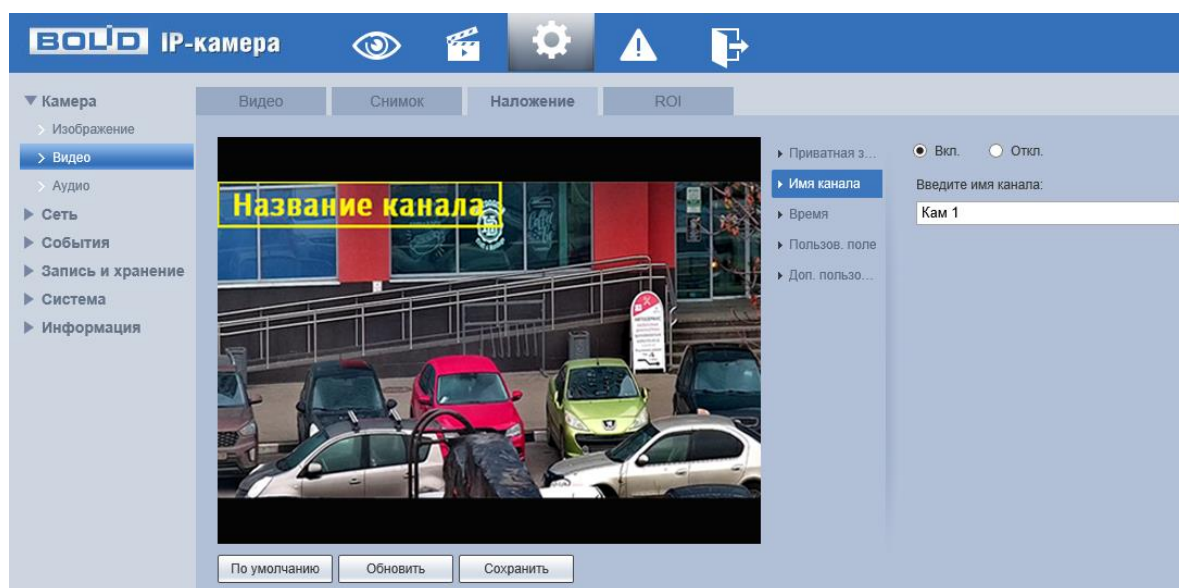 BOLID IP-камера
Камера
Изображение
Видео
Аудио
Сеть
События
Запись и хранение
Система
Информация
Видео
Снимок
Наложение
ROI
Название канала
Приватная з...
Имя канала
Время
Пользов. поле
Доп. пользо...
Вкл.
Откл.
Введите имя канала:
Кам 1
По умолчанию
Обновить
Сохранить